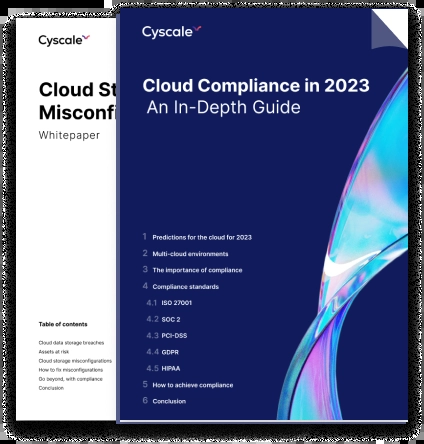 Cyscale
Cloud St
Misconfi
Whitepaper
Table of contents
Cloud data storage breaches
Assets at risk
Cloud storage misconfigurations
How to fix misconfigurations
Go beyond, with compliance
Conclusion
Cyscale
Cloud Compliance in 2023
An In-Depth Guide
1 Predictions for the cloud for 2023
2 Multi-cloud environments
3 The importance of compliance
4 Compliance standards
4.1 ISO 27001
4.2 SOC 2
4.3 PCI-DSS
4.4 GDPR
4.5 HIPAA
5 How to achieve compliance
6 Conclusion